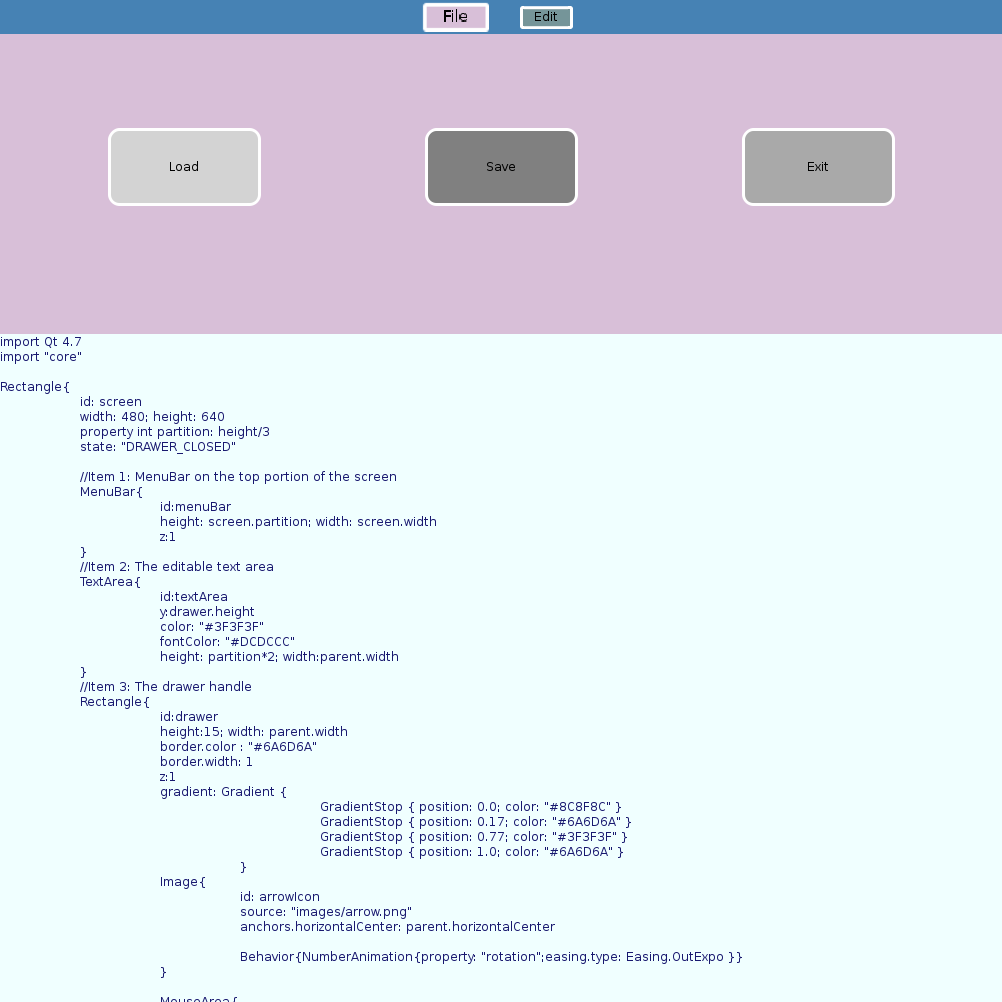 File Edit
Load Save Exit
import Qt 4.7
import "core"
Rectangle{
id: screen
width: 480; height: 640
property int partition: height/3
state: "DRAWER_CLOSED"
//Item 1: MenuBar on the top portion of the screen
MenuBar{
id:menuBar
height: screen.partition; width: screen.width
z:1
}
//Item 2: The editable text area
TextArea{
id:textArea
y:drawer.height
color: "#3F3F3F"
fontColor: "#DCDCCC"
height: partition*2; width:parent.width
}
//Item 3: The drawer handle
Rectangle{
id:drawer
height:15; width: parent.width
border.color : "#6A6D6A"
border.width: 1
z:1
gradient: Gradient {
GradientStop { position: 0.0; color: "#8C8F8C" }
GradientStop { position: 0.17; color: "#6A6D6A" }
GradientStop { position: 0.77; color: "#3F3F3F" }
GradientStop { position: 1.0; color: "#6A6D6A" }
}
Image{
id: arrowIcon
source: "images/arrow.png"
anchors.horizontalCenter: parent.horizontalCenter
Behavior{NumberAnimation{property: "rotation";easing.type: Easing.OutExpo }}
}
MouseArea{